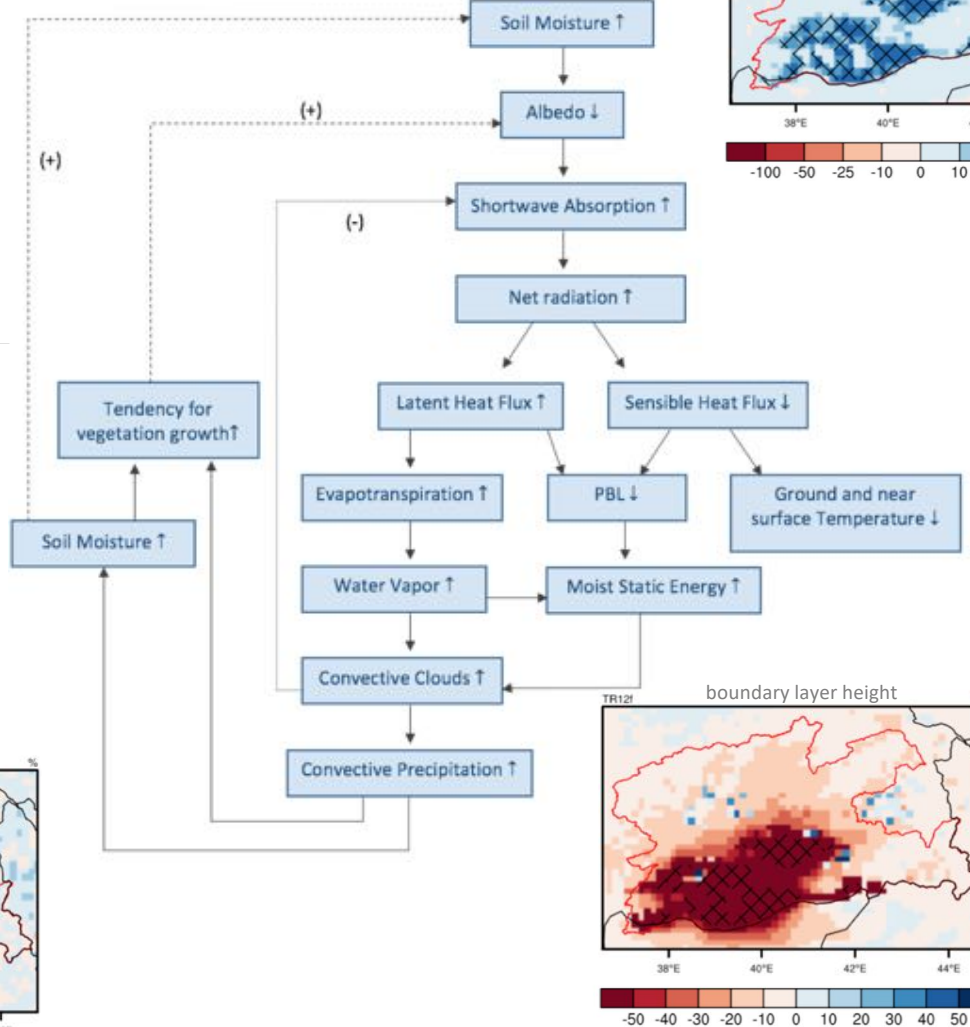 Soil Moisture ↑
38°E 40°E
-100 -50 -25 -10 0 10
Albedo ↓
(+)
(+)
Shortwave Absorption ↑
(-)
Net radiation ↑
Latent Heat Flux ↑
Sensible Heat Flux ↓
Tendency for
vegetation growth↑
Evapotranspiration ↑
PBL ↓
Ground and near
surface Temperature ↓
Soil Moisture ↑
Water Vapor ↑
Moist Static Energy ↑
Convective Clouds ↑
Convective Precipitation ↑
%
boundary layer height
TR12f
38°E 40°E 42°E 44°E
-50 -40 -30 -20 -10 0 10 20 30 40 50